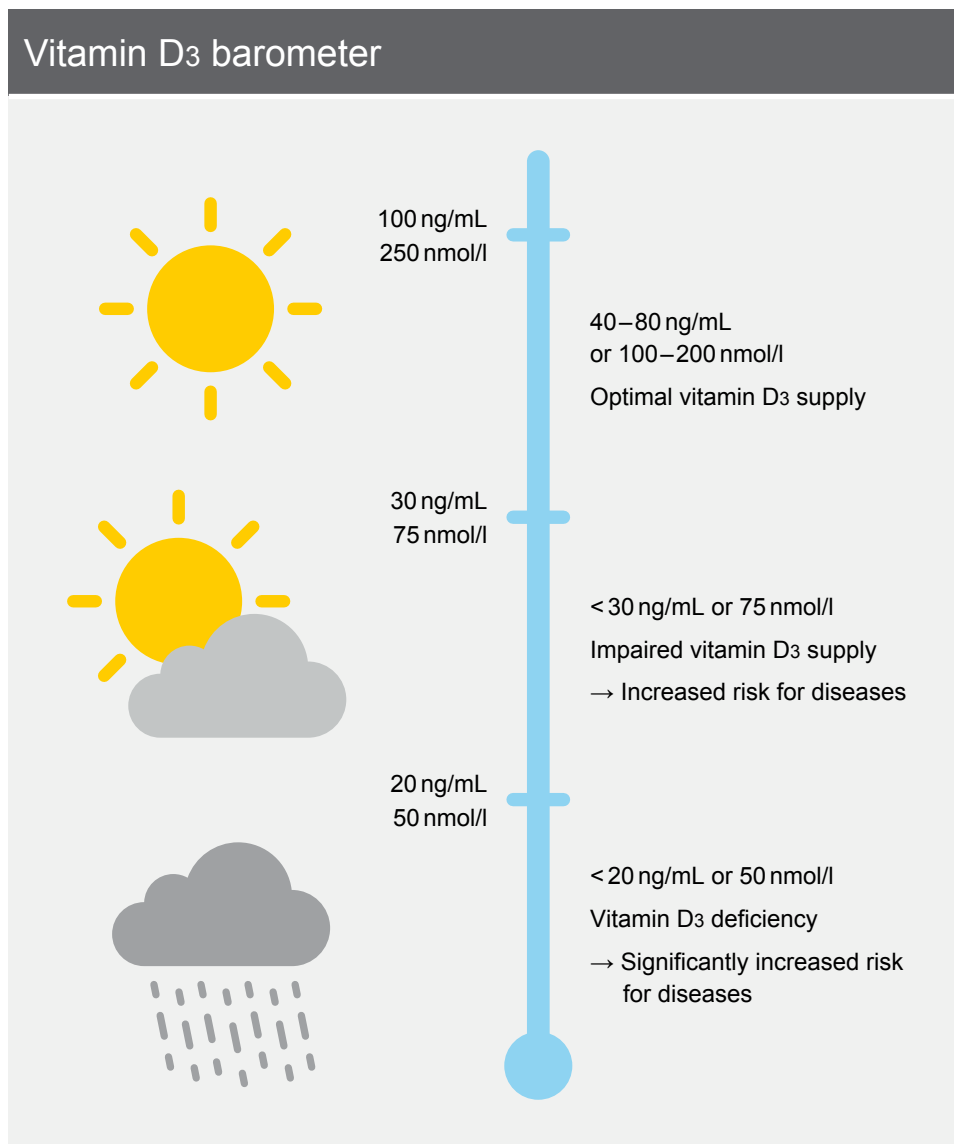 Vitamin D3 barometer
100 ng/mL
250 nmol/l
40–80 ng/mL
or 100–200 nmol/l
Optimal vitamin D3 supply
30 ng/mL
75 nmol/l
< 30 ng/mL or 75 nmol/l
Impaired vitamin D3 supply
→ Increased risk for diseases
20 ng/mL
50 nmol/l
< 20 ng/mL or 50 nmol/l
Vitamin D3 deficiency
→ Significantly increased risk
for diseases